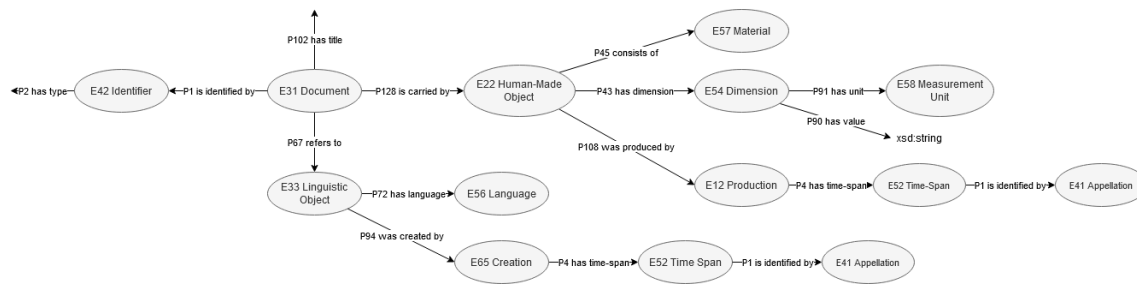 P102 has title
E57 Material
P45 consists of
P2 has type
E42 Identifier
P1 is identified by
E31 Document
P128 is carried by
E22 Human-Made
Object
P43 has dimension
E54 Dimension
P91 has unit
E58 Measurement
Unit
P90 has value
xsd:string
P67 refers to
P108 was produced by
E33 Linguistic
Object
P72 has language
E56 Language
E12 Production
P4 has time-span
E52 Time-Span
P1 is identified by
E41 Appellation
P94 was created by
E65 Creation
P4 has time-span
E52 Time Span
P1 is identified by
E41 Appellation